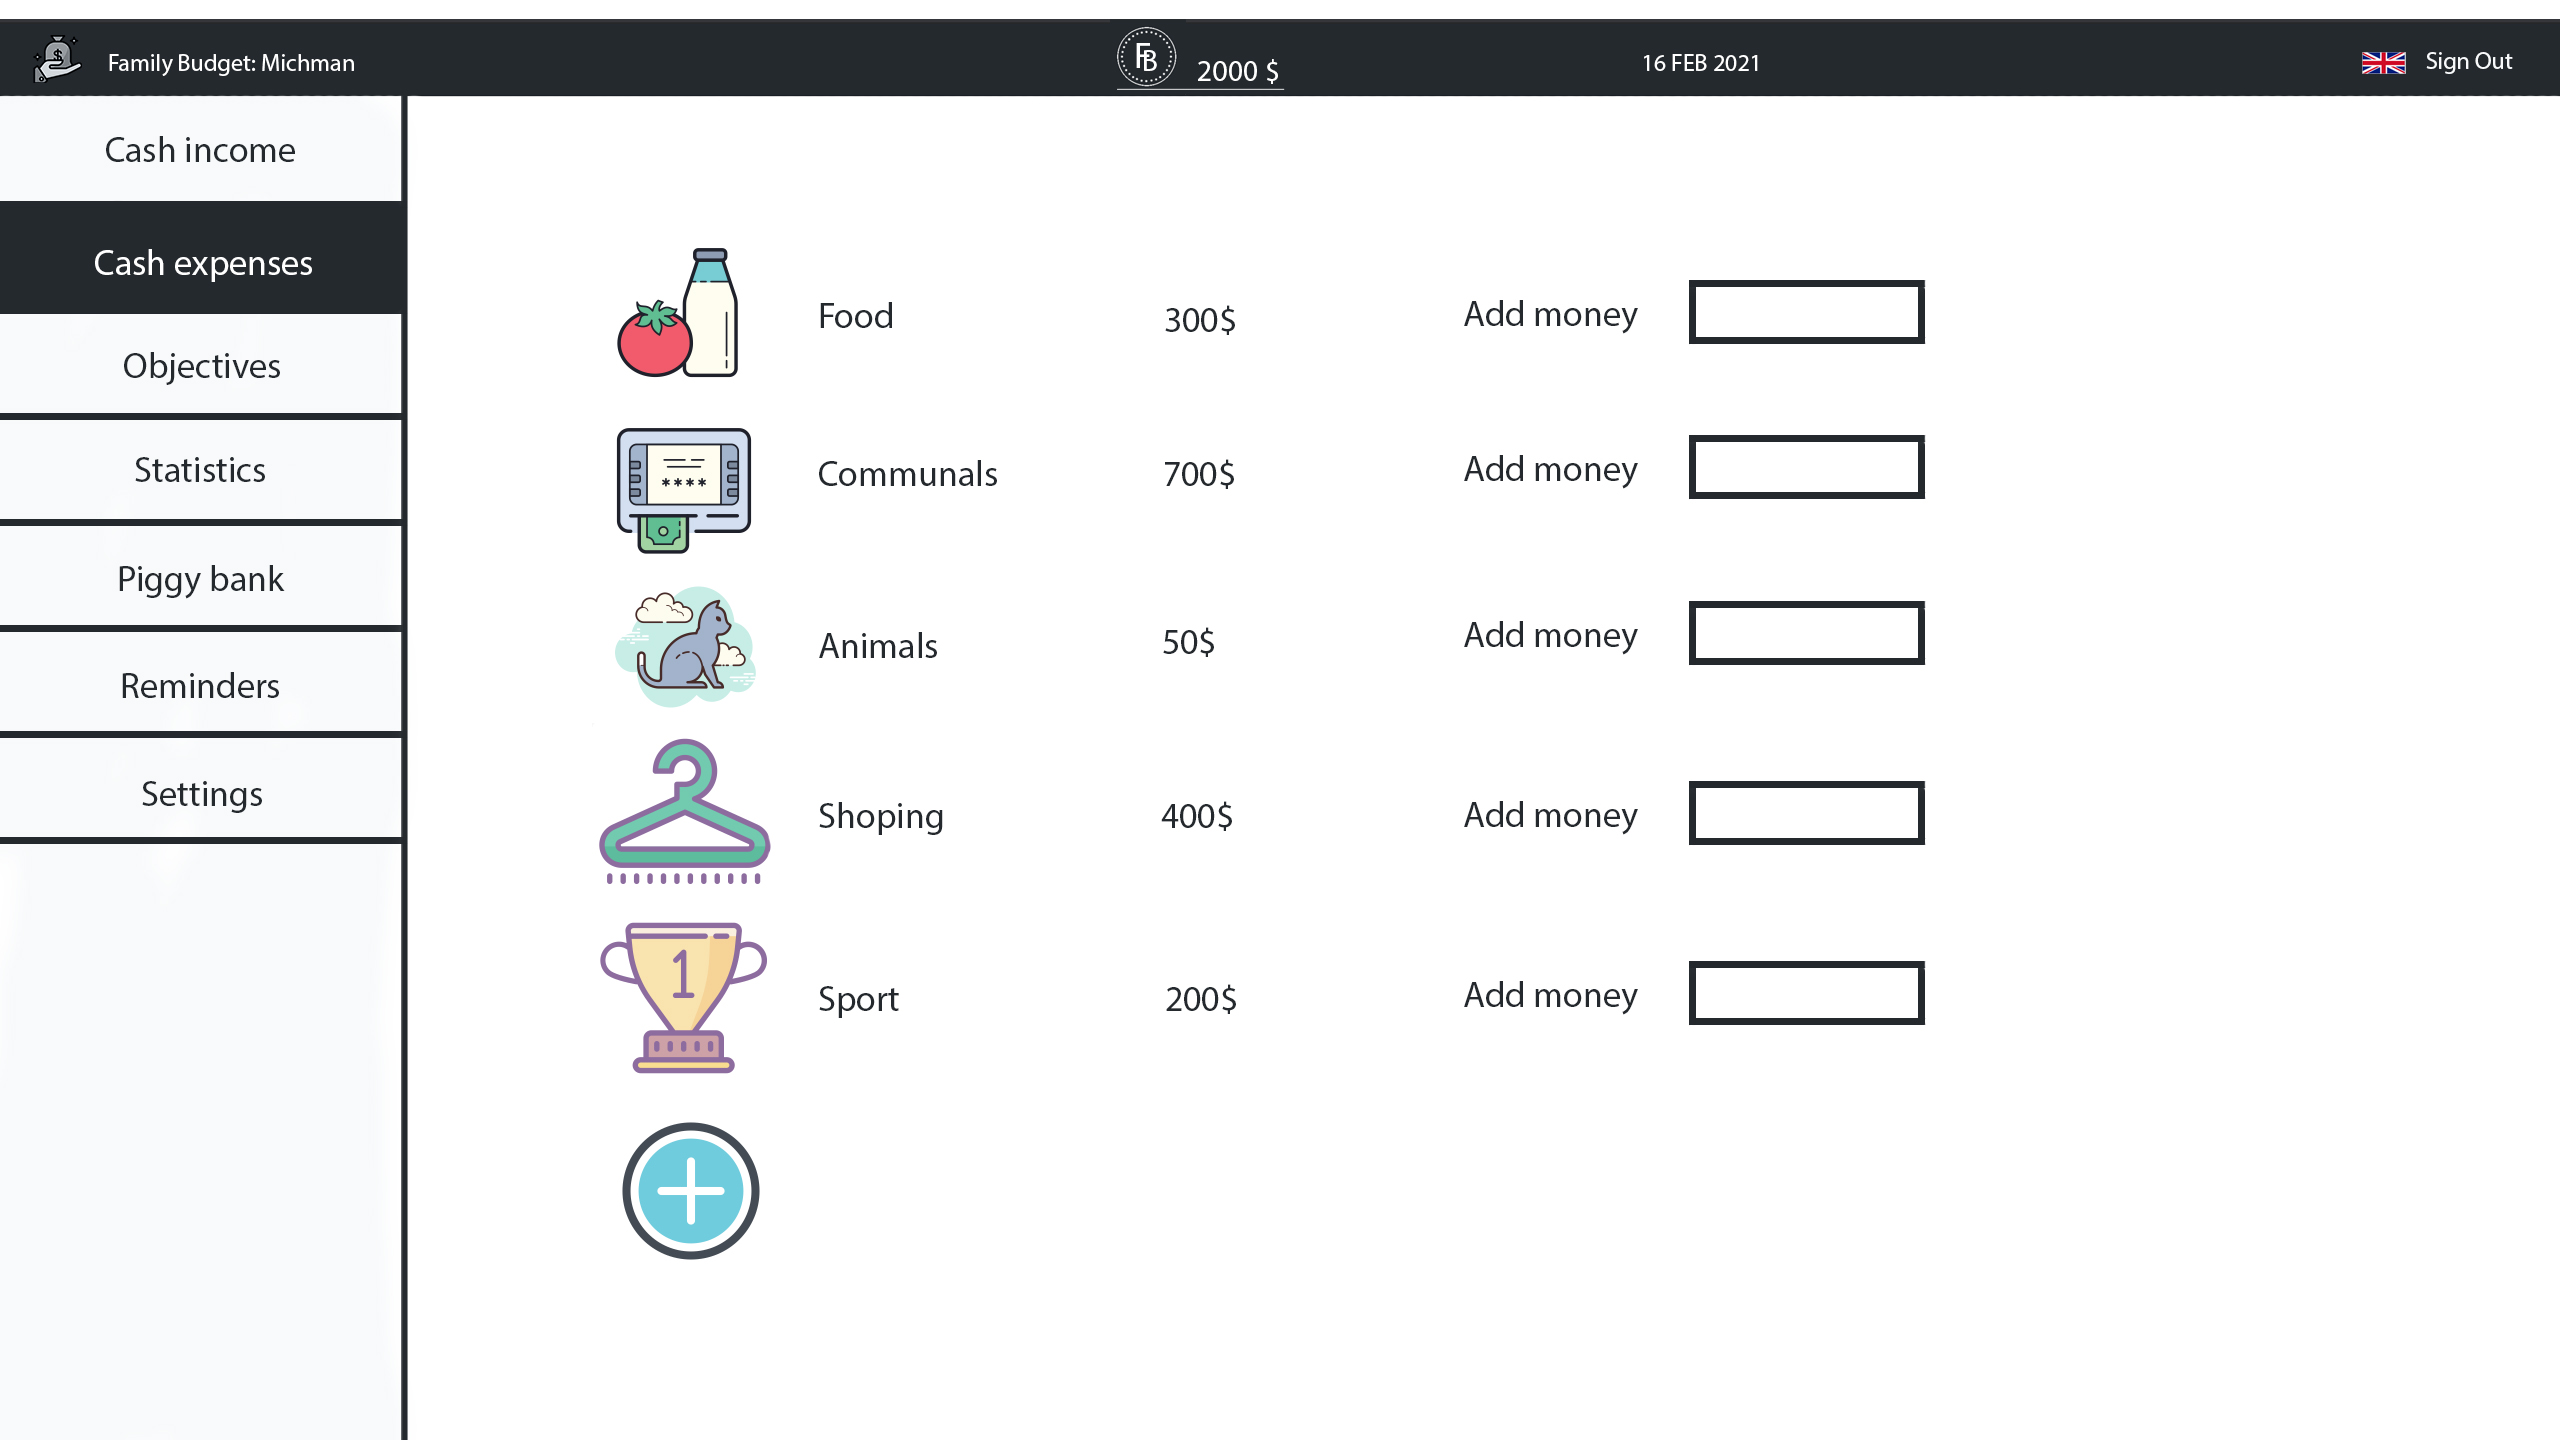 Family Budget: Michman
FB 2000 $
16 FEB 2021
Sign Out
Cash income
Cash expenses
Objectives
Statistics
Piggy bank
Reminders
Settings
Food 300$ Add money
****
Communals 700$ Add money
Animals 50$ Add money
Shoping 400$ Add money
1
Sport 200$ Add money